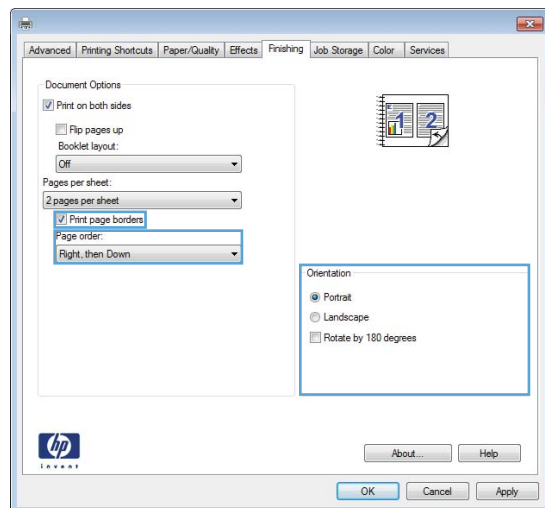 Advanced Printing Shortcuts Paper/Quality Effects Finishing Job Storage Color Services
Document Options
Print on both sides
Flip pages up
Booklet layout:
Off
Pages per sheet:
2 pages per sheet
Print page borders
Page order:
Right, then Down
1 2
Orientation
Portrait
Landscape
Rotate by 180 degrees
hp
invent
About... Help
OK Cancel Apply